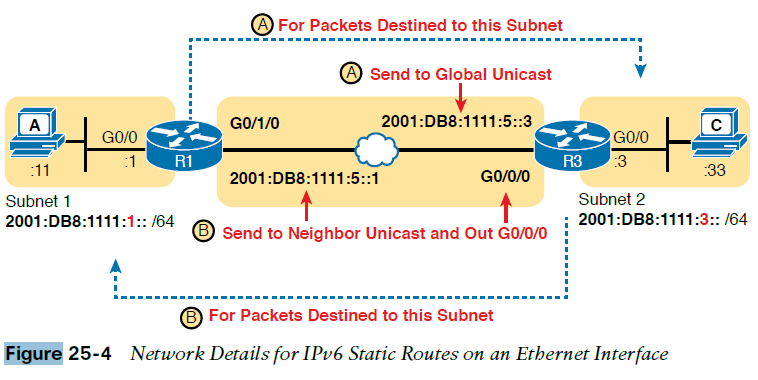 A For Packets Destined to this Subnet
A Send to Global Unicast
A
G0/0
:1
:11
R1
G0/1/0
2001:DB8:1111:5::3
2001:DB8:1111:5::1
G0/0/0
R3
G0/0
:3
C
:33
Subnet 1
2001:DB8:1111:1:: /64
Subnet 2
2001:DB8:1111:3:: /64
B Send to Neighbor Unicast and Out G0/0/0
B For Packets Destined to this Subnet
Figure 25-4 Network Details for IPv6 Static Routes on an Ethernet Interface